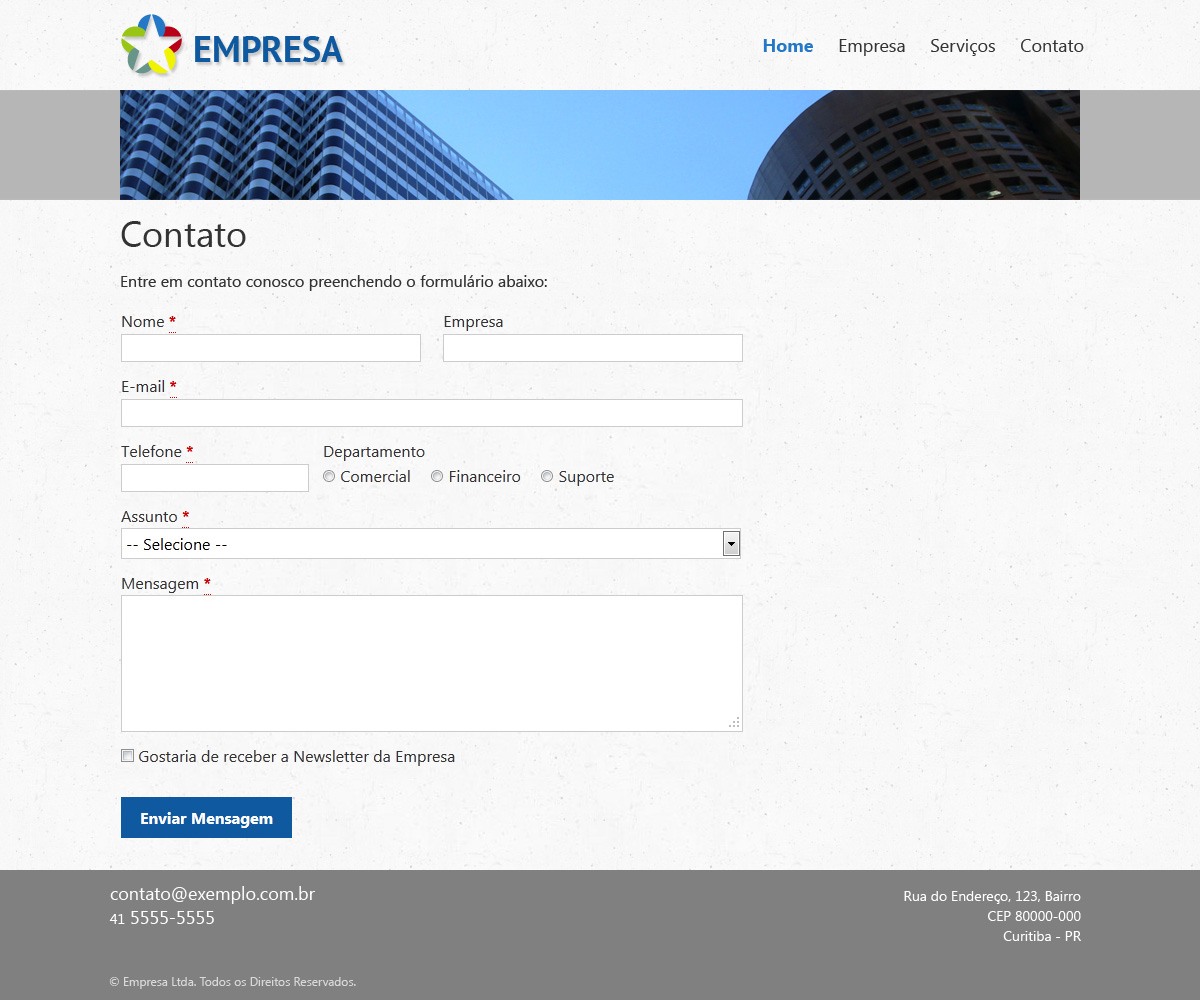 EMPRESA
Home Empresa Serviços Contato
Contato
Entre em contato conosco preenchendo o formulário abaixo:
Nome * Empresa
E-mail *
Telefone * Departamento
Comercial Financeiro Suporte
Assunto *
-- Selecione --
Mensagem *
Gostaria de receber a Newsletter da Empresa
Enviar Mensagem
contato@exemplo.com.br
41 5555-5555
Rua do Endereço, 123, Bairro
CEP 80000-000
Curitiba - PR
© Empresa Ltda. Todos os Direitos Reservados.